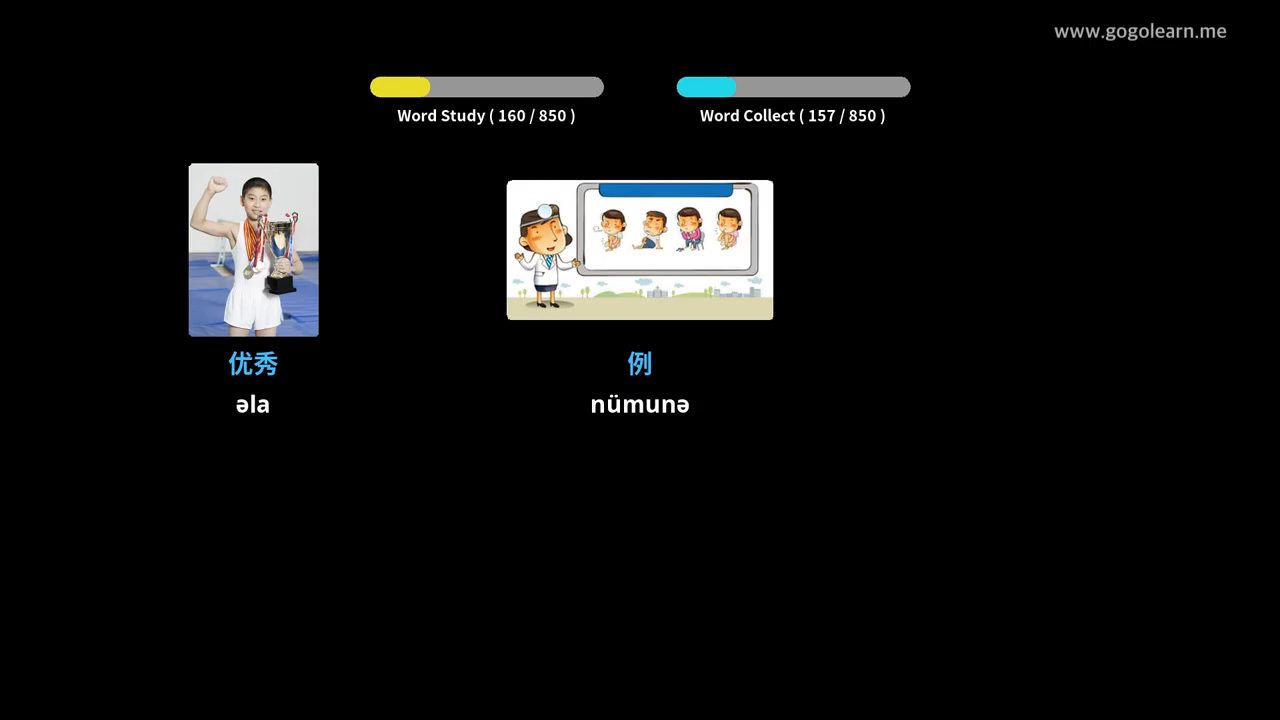 www.gogolearn.me
Word Study ( 160 / 850 )
Word Collect ( 157 / 850 )
优秀
əla
例
nümunə